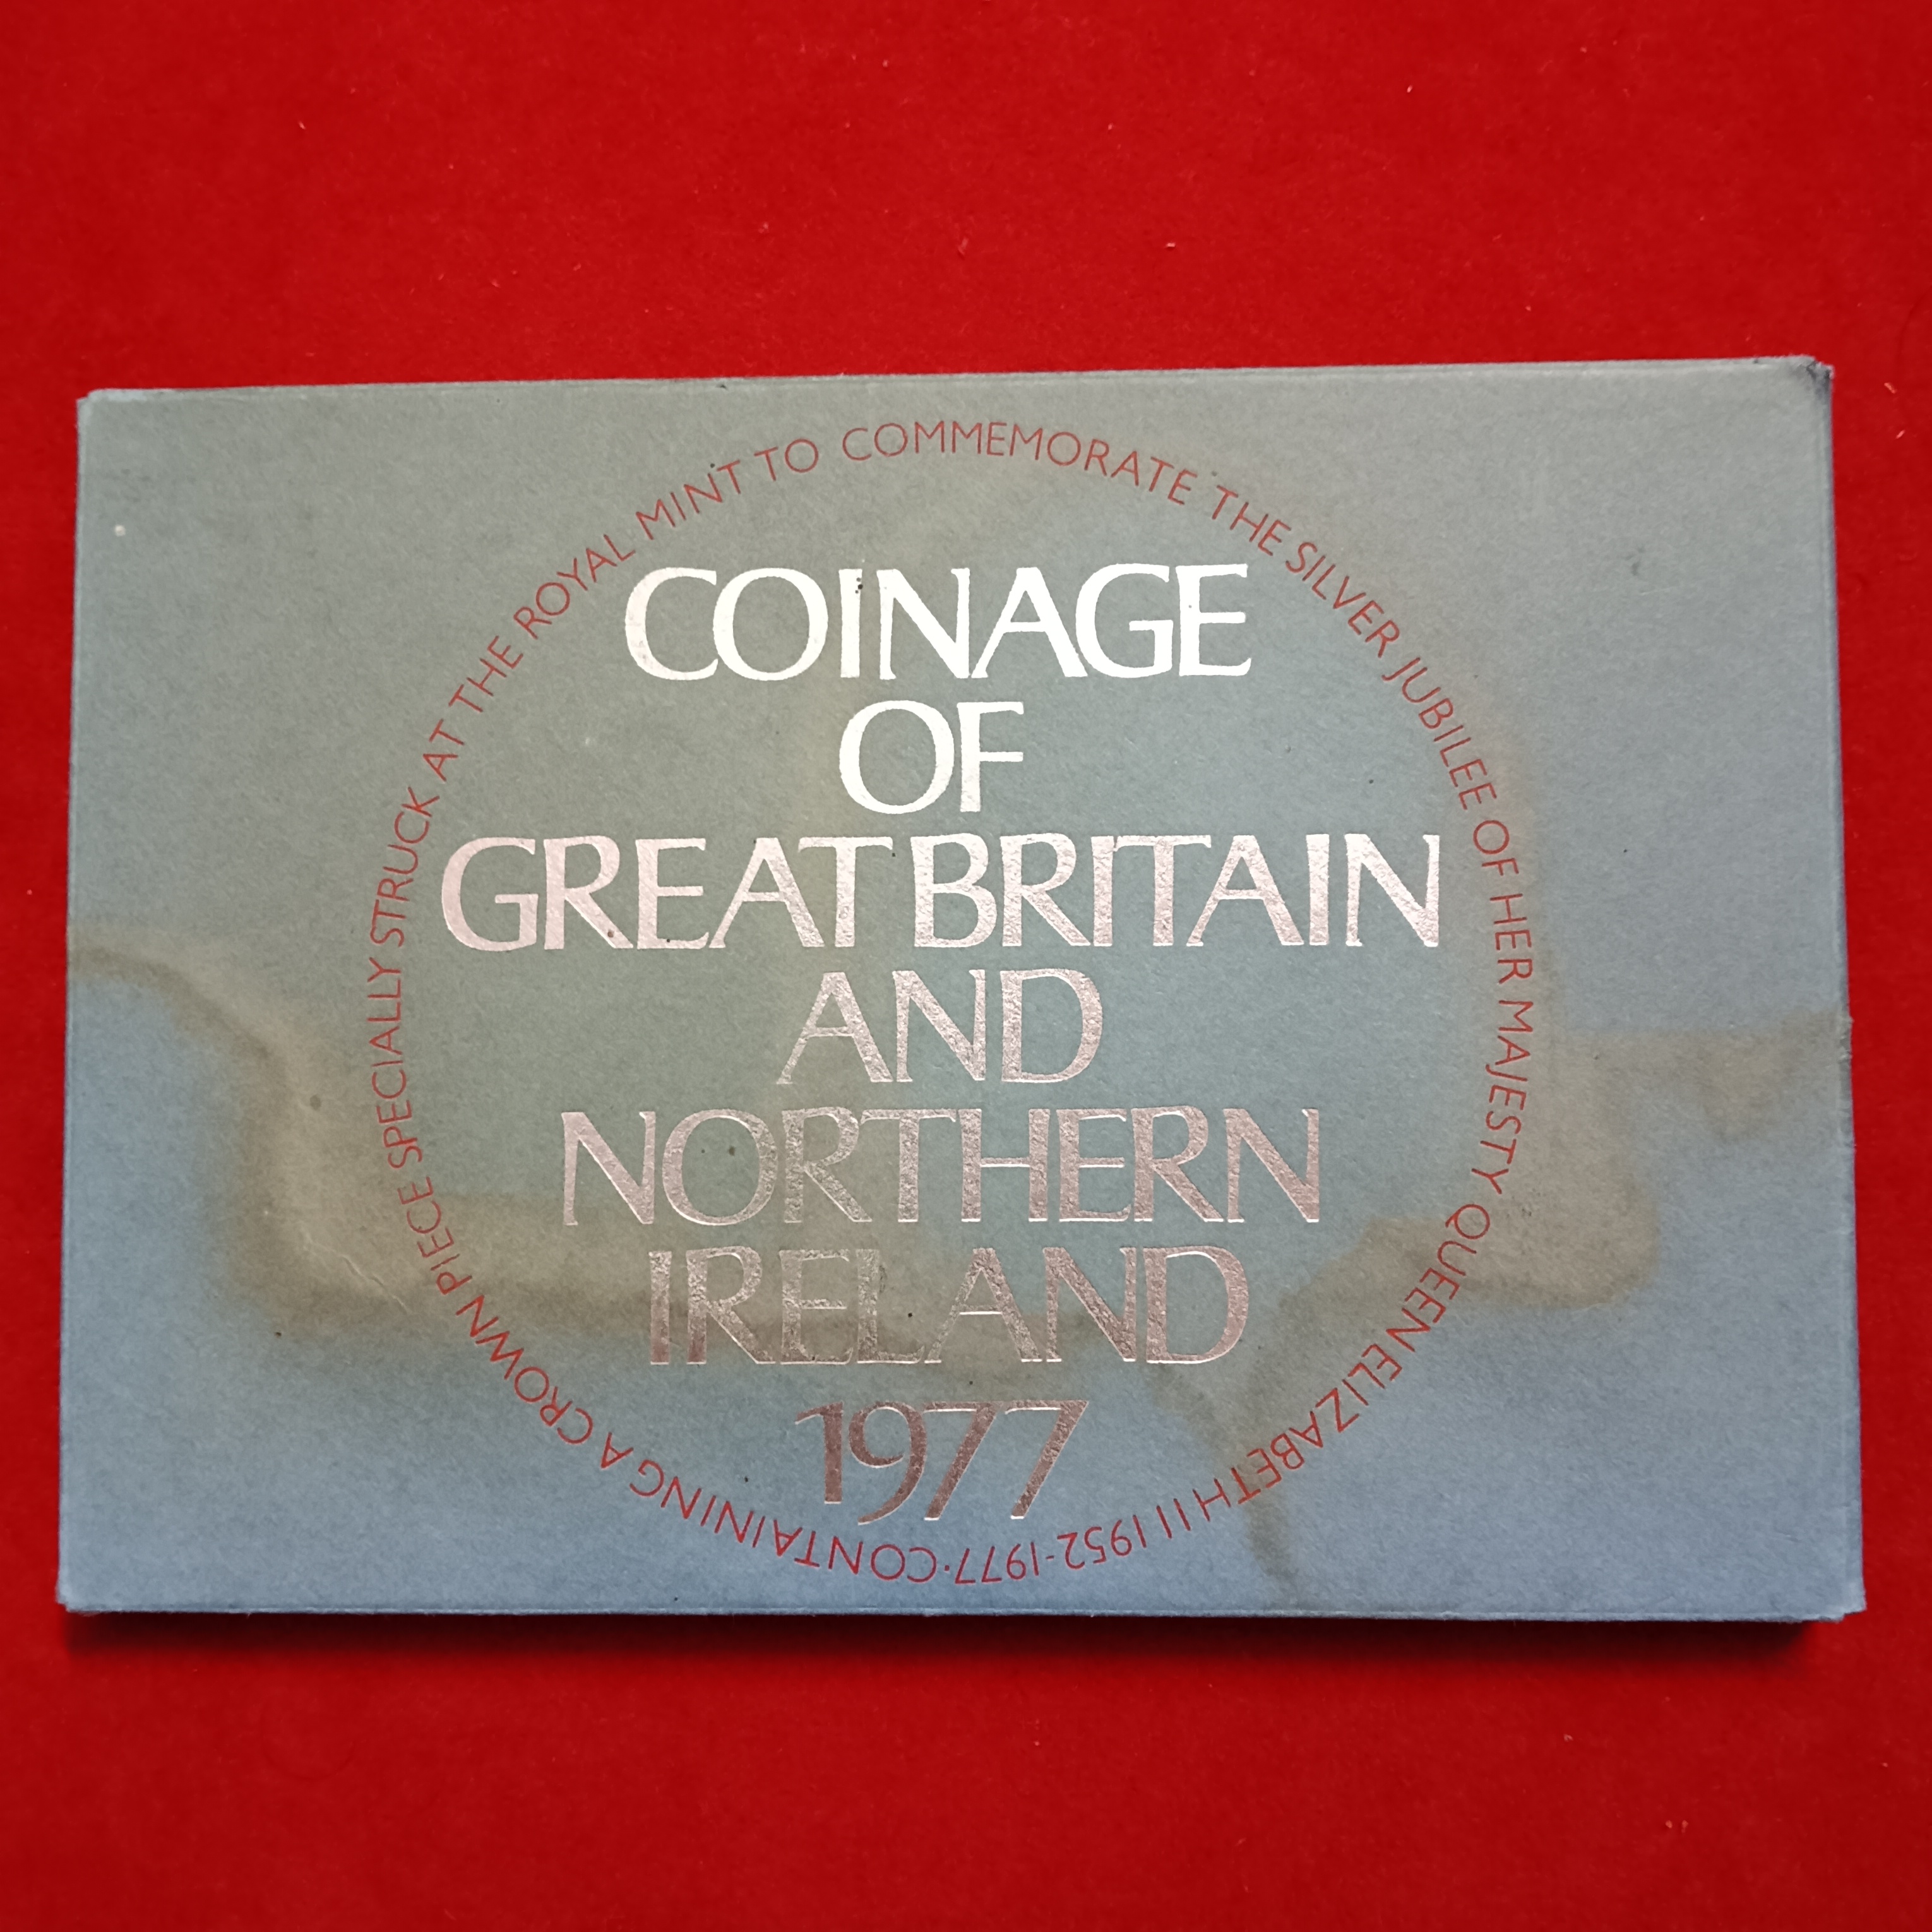 COINAGE
OF
GREAT BRITAIN
AND
NORTHERN
IRELAND
1977
CONTAINING A CROWN PIECE SPECIALLY STRUCK AT THE ROYAL MINT TO COMMEMORATE THE SILVER JUBILEE OF HER MAJESTY QUEEN ELIZABETH II 1952-1977·